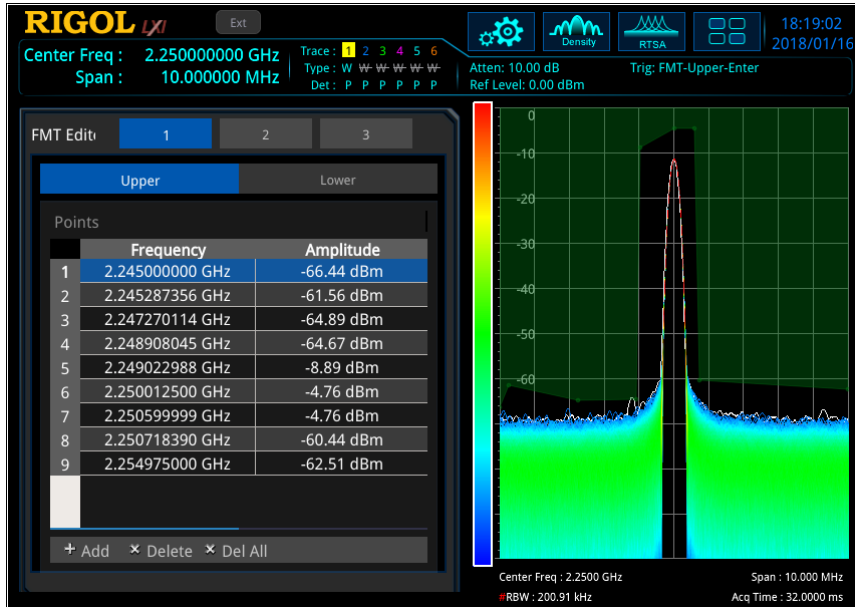 RIGOL LXI Ext
Center Freq : 2.250000000 GHz
Span : 10.000000 MHz
Trace : 1 2 3 4 5 6
Type : W W W W W W
Det : P P P P P P
Density
RTSA
18:19:02
2018/01/16
Atten: 10.00 dB Trig: FMT-Upper-Enter
Ref Level: 0.00 dBm
FMT Edit 1 2 3
Upper Lower
Points
Frequency Amplitude
1 2.245000000 GHz -66.44 dBm
2 2.245287356 GHz -61.56 dBm
3 2.247270114 GHz -64.89 dBm
4 2.248908045 GHz -64.67 dBm
5 2.249022988 GHz -8.89 dBm
6 2.250012500 GHz -4.76 dBm
7 2.250599999 GHz -4.76 dBm
8 2.250718390 GHz -60.44 dBm
9 2.254975000 GHz -62.51 dBm
+ Add × Delete × Del All
0
-10
-20
-30
-40
-50
-60
Center Freq : 2.2500 GHz Span : 10.000 MHz
#RBW : 200.91 kHz Acq Time : 32.0000 ms